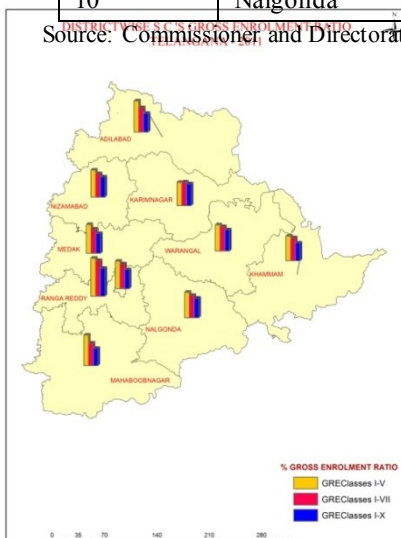 10 Nalgonda
Source: Commissioner and Directorat
DISTRICTWISE S.C.'S GROSS ENROLMENT RATIO
TELANGANA - 2011
N
ADILABAD
NIZAMABAD
KARIMNAGAR
MEDAK
WARANGAL
KHAMMAM
RANGA REDDY
NALGONDA
MAHABOOBNAGAR
% GROSS ENROLMENT RATIO
GREClasses I-V
GREClasses I-VII
GREClasses I-X
0 35 70 140 210 280